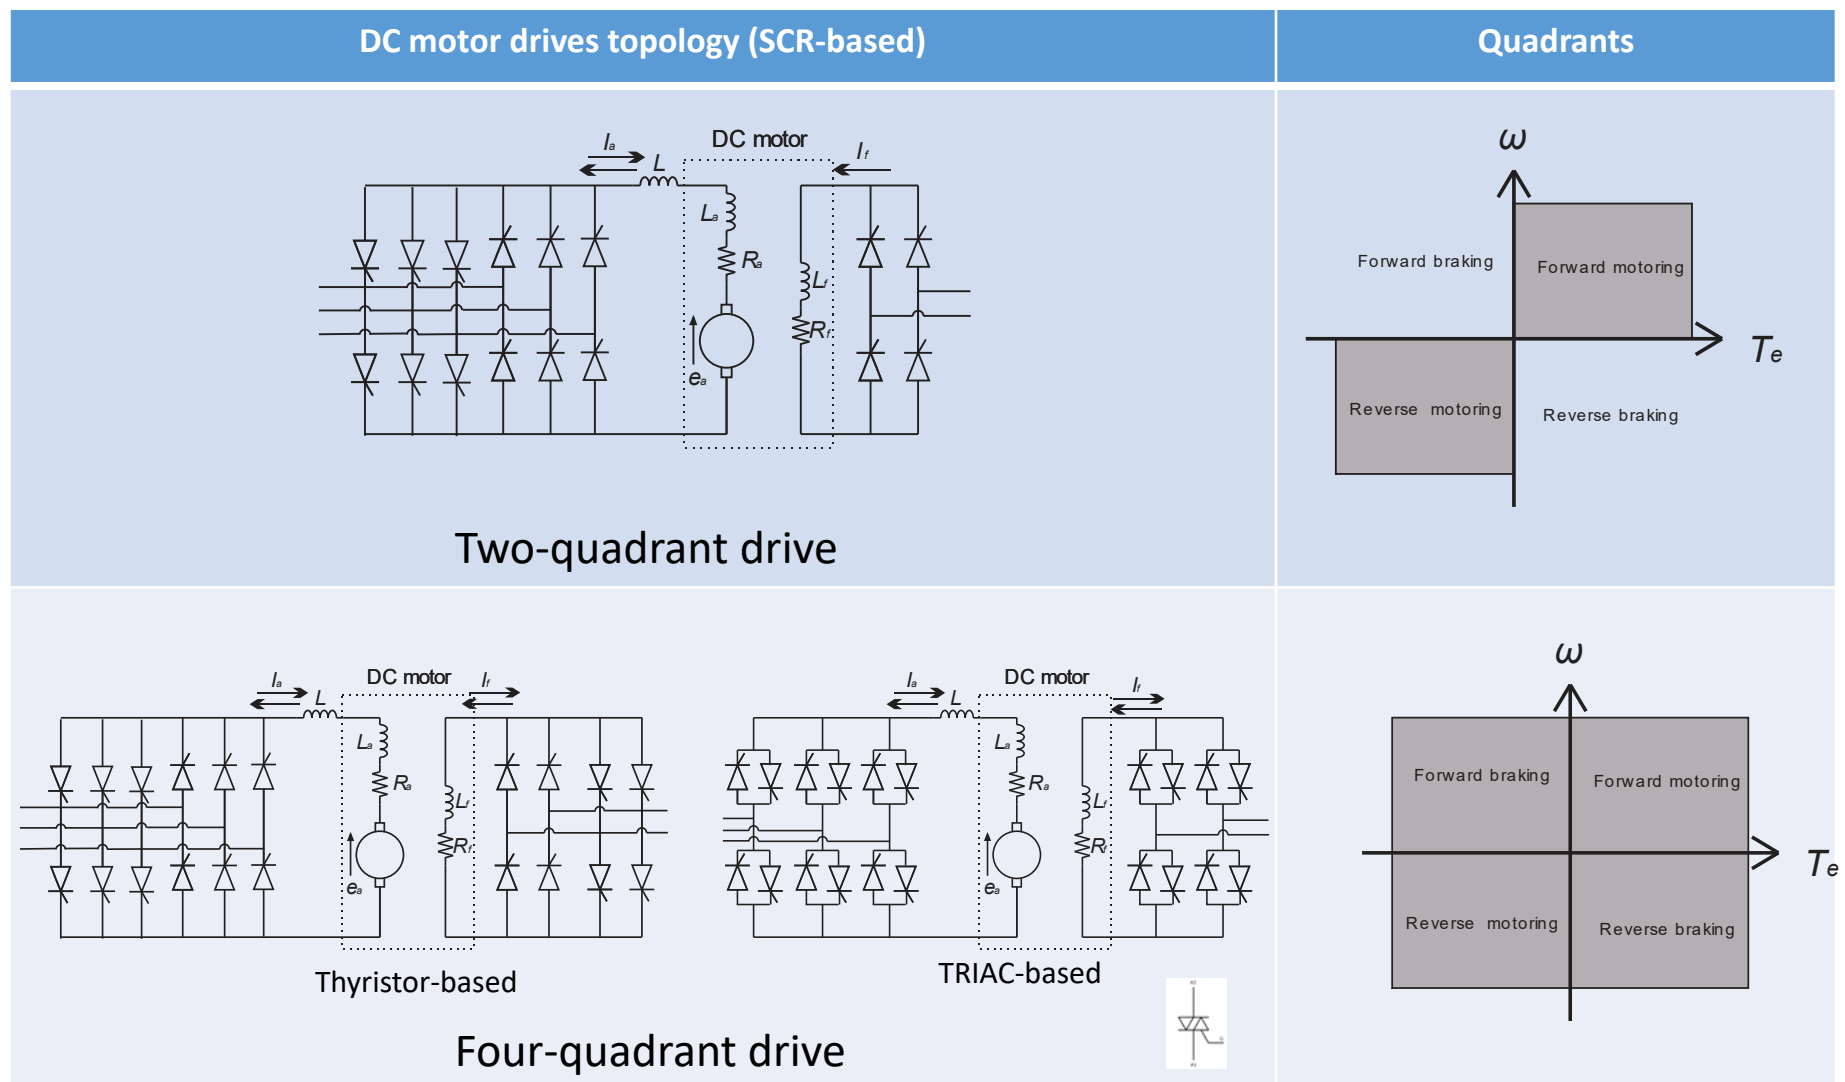 DC motor drives topology (SCR-based)
Quadrants
DC motor
Ia
L
If
La
Ra
Lf
Rf
ea
Two-quadrant drive
ω
Forward braking
Forward motoring
Te
Reverse motoring
Reverse braking
DC motor
Ia
L
If
La
Ra
Lf
Rf
ea
Thyristor-based
DC motor
Ia
L
If
La
Ra
Lf
Rf
ea
TRIAC-based
A2
G
A1
Four-quadrant drive
ω
Forward braking
Forward motoring
Te
Reverse motoring
Reverse braking